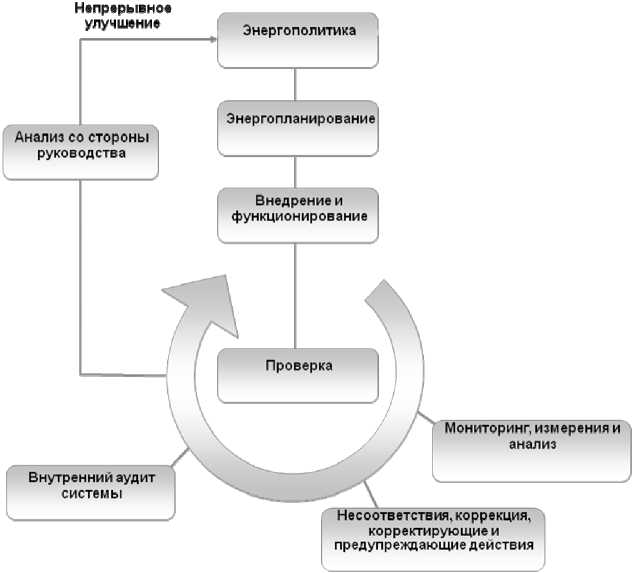 Непрерывное
улучшение
Энергополитика
Энергопланирование
Анализ со стороны
руководства
Внедрение и
функционирование
Проверка
Мониторинг, измерения и
анализ
Внутренний аудит
системы
Несоответствия, коррекция,
корректирующие и
предупреждающие действия